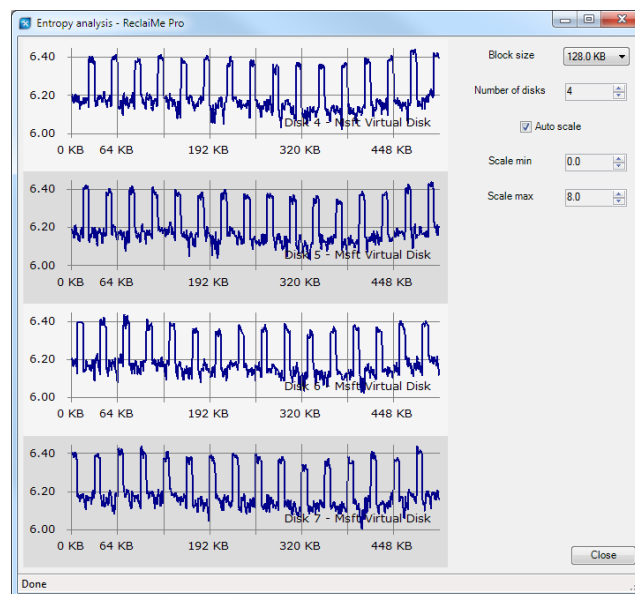 Entropy analysis - ReclaiMe Pro
6.40
6.20
6.00
Disk 4 - Msft Virtual Disk
0 KB 64 KB 192 KB 320 KB 448 KB
6.40
6.20
6.00
Disk 5 - Msft Virtual Disk
0 KB 64 KB 192 KB 320 KB 448 KB
6.40
6.20
6.00
Disk 6 - Msft Virtual Disk
0 KB 64 KB 192 KB 320 KB 448 KB
6.40
6.20
6.00
Disk 7 - Msft Virtual Disk
0 KB 64 KB 192 KB 320 KB 448 KB
Block size 128.0 KB
Number of disks 4
Auto scale
Scale min 0.0
Scale max 8.0
Close
Done